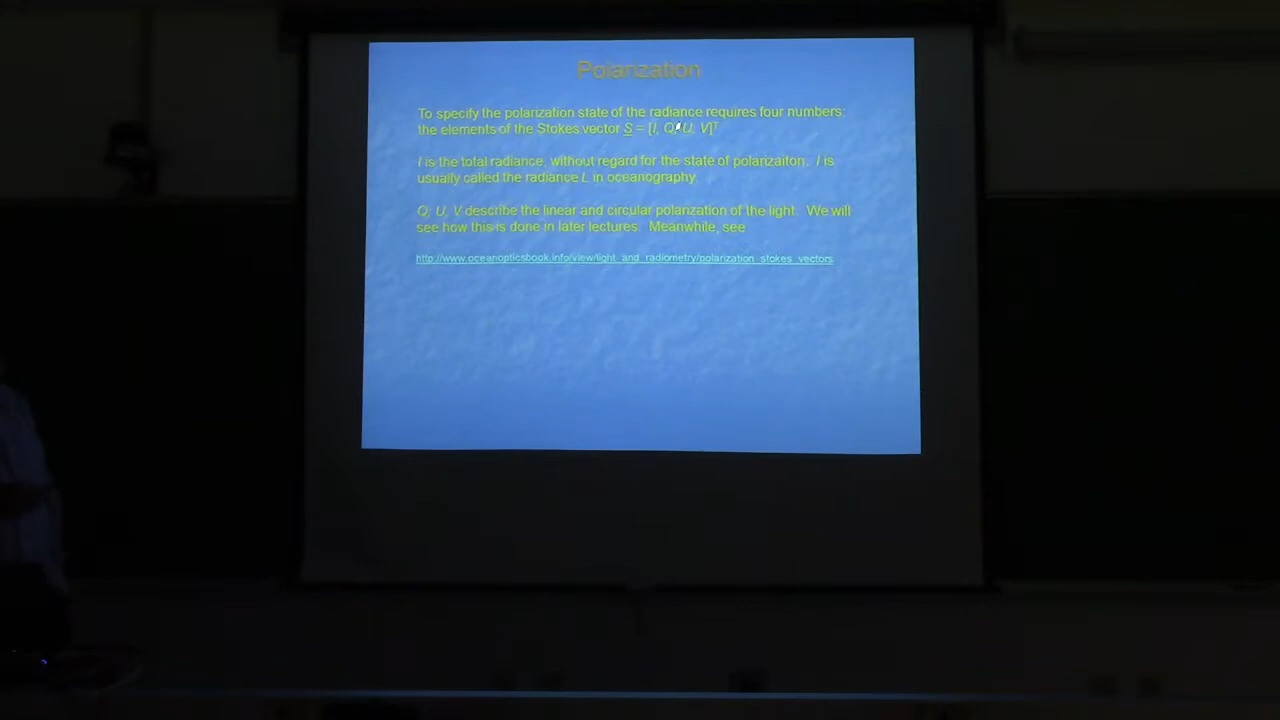 Polarization
To specify the polarization state of the radiance requires four numbers:
the elements of the Stokes vector S = [I, Q, U, V]ᵀ
I is the total radiance, without regard for the state of polarizaiton. I is
usually called the radiance L in oceanography.
Q, U, V describe the linear and circular polarization of the light. We will
see how this is done in later lectures. Meanwhile, see
http://www.oceanopticsbook.info/view/light_and_radiometry/polarization_stokes_vectors